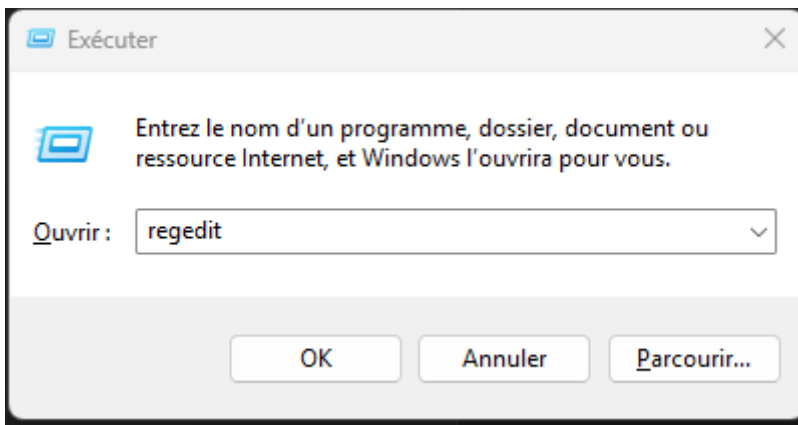 Exécuter
Entrez le nom d’un programme, dossier, document ou
ressource Internet, et Windows l’ouvrira pour vous.
Ouvrir : regedit
OK Annuler Parcourir...